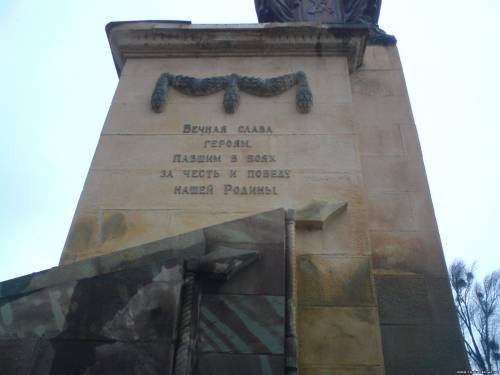 Вечная слава
героям,
павшим в боях
за честь и победу
нашей Родины.